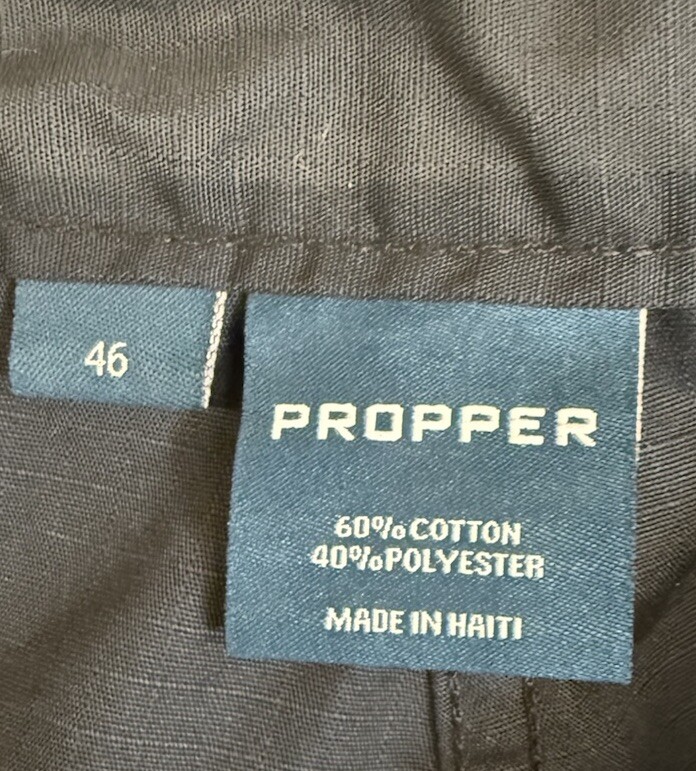 46
PROPPER
60% COTTON
40% POLYESTER
MADE IN HAITI